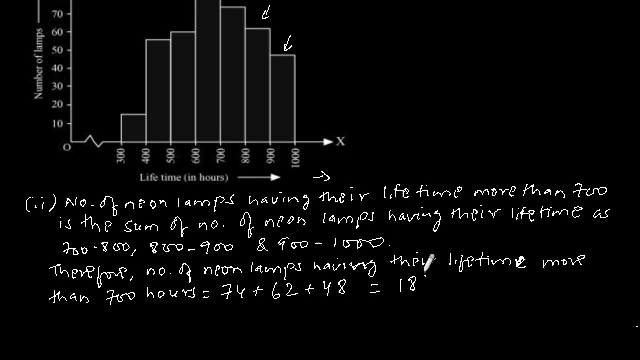 70
60
50
40
30
20
10
O
X
Number of lamps
300 400 500 600 700 800 900 1000
Life time (in hours)
(ii) No. of neon lamps having their life time more than 700
is the sum of no. of neon lamps having their lifetime as
700-800, 800-900 & 900-1000.
Therefore, no. of neon lamps having their lifetime more
than 700 hours = 74 + 62 + 48 = 18